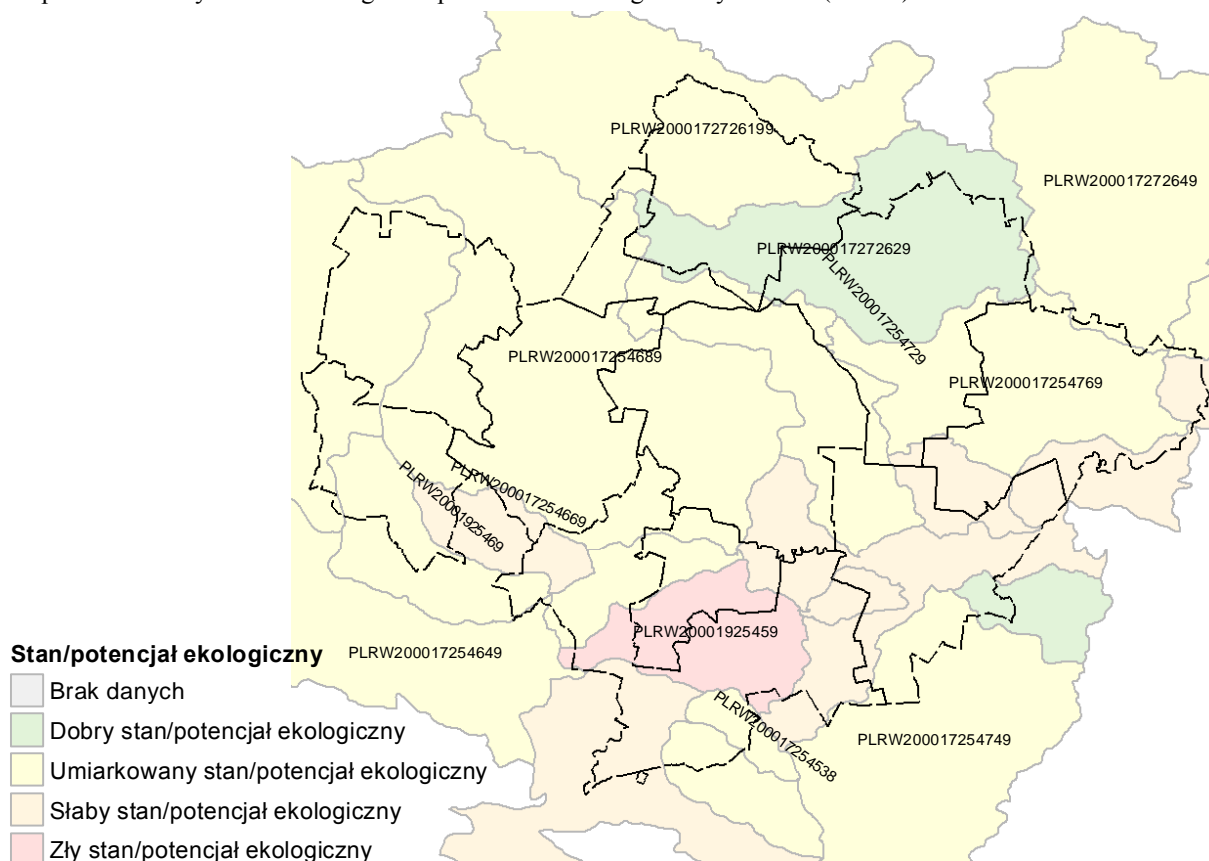 PLRW2000172726199
PLRW200017272649
PLRW200017272629
PLRW200017254729
PLRW200017254689
PLRW200017254769
PLRW200017254669
PLRW20001925469
PLRW20001925459
PLRW200017254649
PLRW200017254538
PLRW200017254749
Stan/potencjał ekologiczny
Brak danych
Dobry stan/potencjał ekologiczny
Umiarkowany stan/potencjał ekologiczny
Słaby stan/potencjał ekologiczny
Zły stan/potencjał ekologiczny